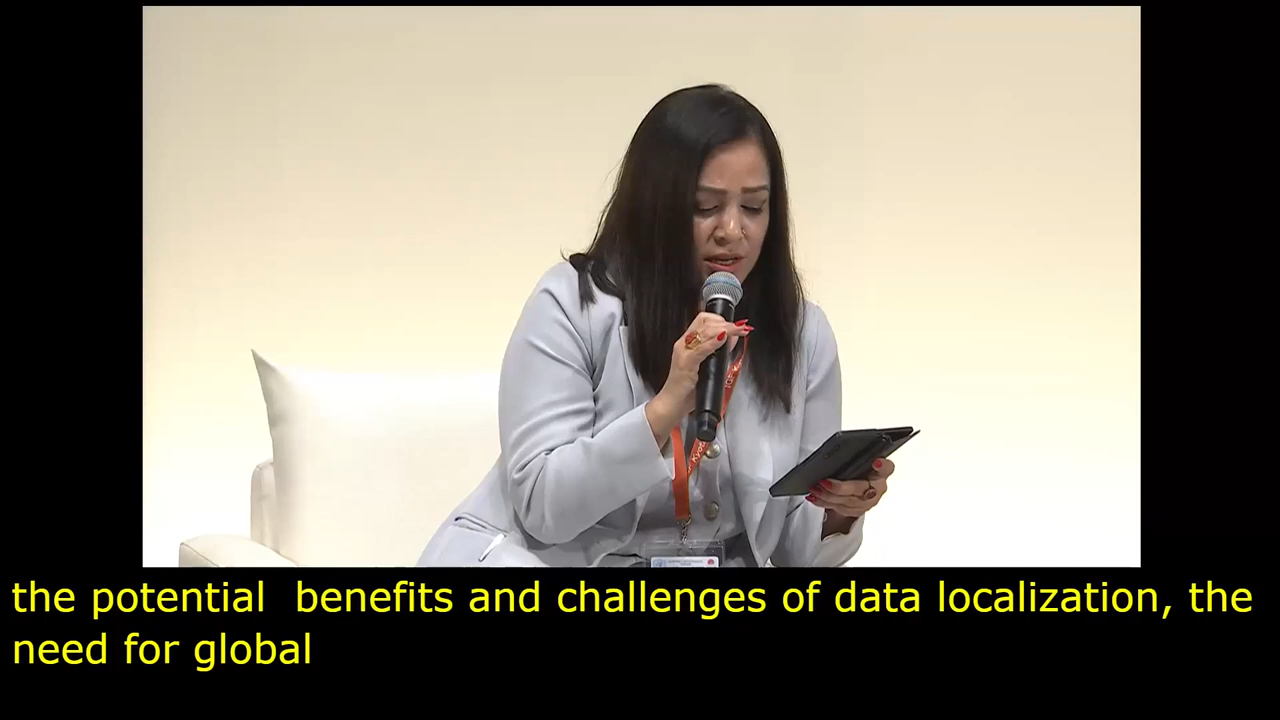 the potential  benefits and challenges of data localization, the
need for global